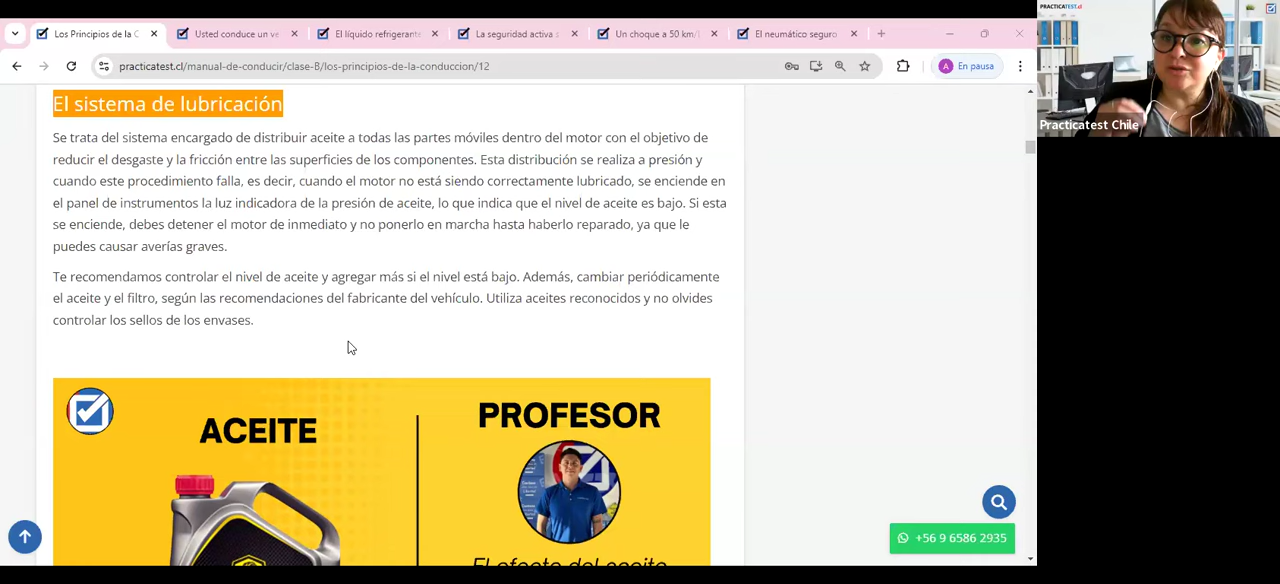 PRACTICATEST.cl
Los Principios de la C
Usted conduce un ve
El líquido refrigerante
La seguridad activa s
Un choque a 50 km/
El neumático seguro
practicatest.cl/manual-de-conducir/clase-B/los-principios-de-la-conduccion/12
A
En pausa
Practicatest Chile
El sistema de lubricación
Se trata del sistema encargado de distribuir aceite a todas las partes móviles dentro del motor con el objetivo de
reducir el desgaste y la fricción entre las superficies de los componentes. Esta distribución se realiza a presión y
cuando este procedimiento falla, es decir, cuando el motor no está siendo correctamente lubricado, se enciende en
el panel de instrumentos la luz indicadora de la presión de aceite, lo que indica que el nivel de aceite es bajo. Si esta
se enciende, debes detener el motor de inmediato y no ponerlo en marcha hasta haberlo reparado, ya que le
puedes causar averías graves.
Te recomendamos controlar el nivel de aceite y agregar más si el nivel está bajo. Además, cambiar periódicamente
el aceite y el filtro, según las recomendaciones del fabricante del vehículo. Utiliza aceites reconocidos y no olvides
controlar los sellos de los envases.
ACEITE
PROFESOR
El efecto del aceite
+56 9 6586 2935